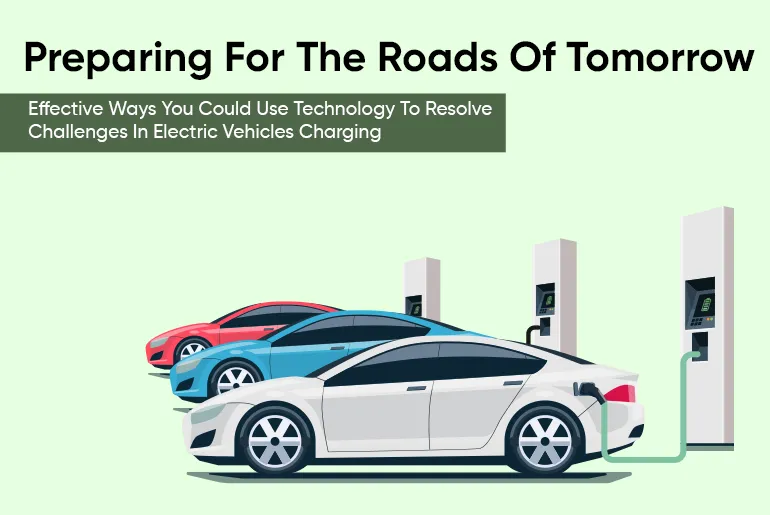 Preparing For The Roads Of Tomorrow
Effective Ways You Could Use Technology To Resolve
Challenges In Electric Vehicles Charging